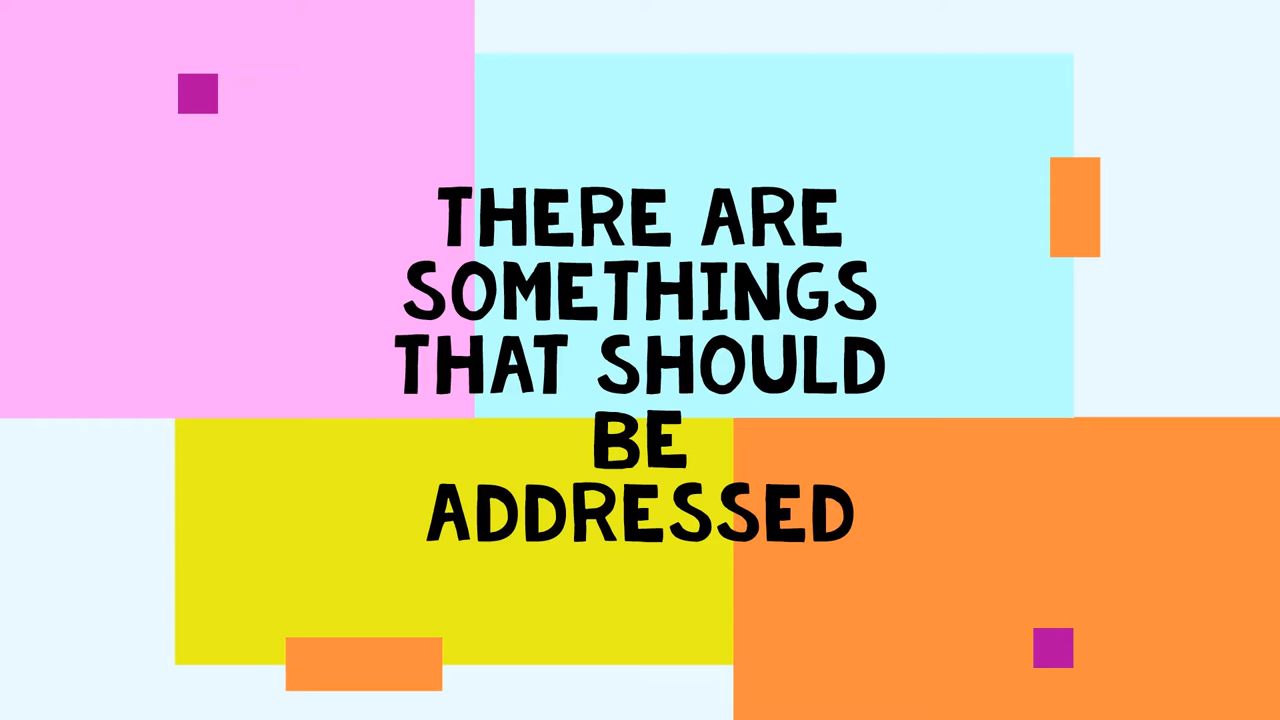 THERE ARE
SOMETHINGS
THAT SHOULD
BE
ADDRESSED